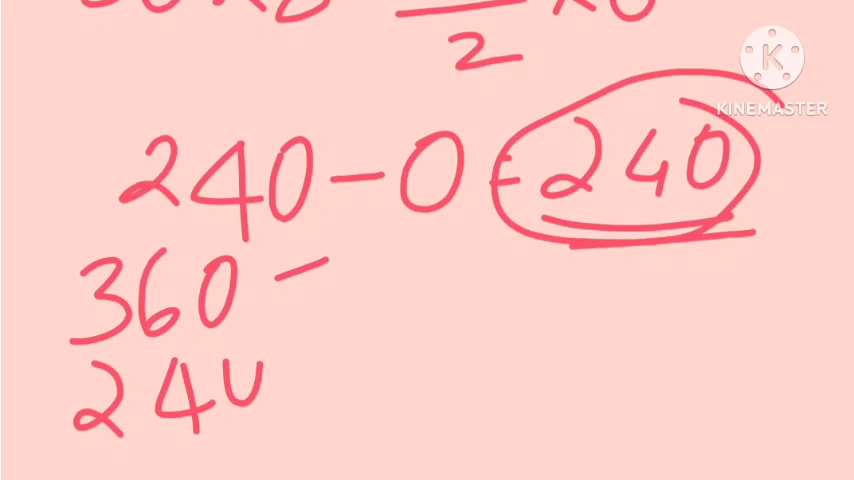 2
KINEMASTER
240 - 0 = 240
360 -
240